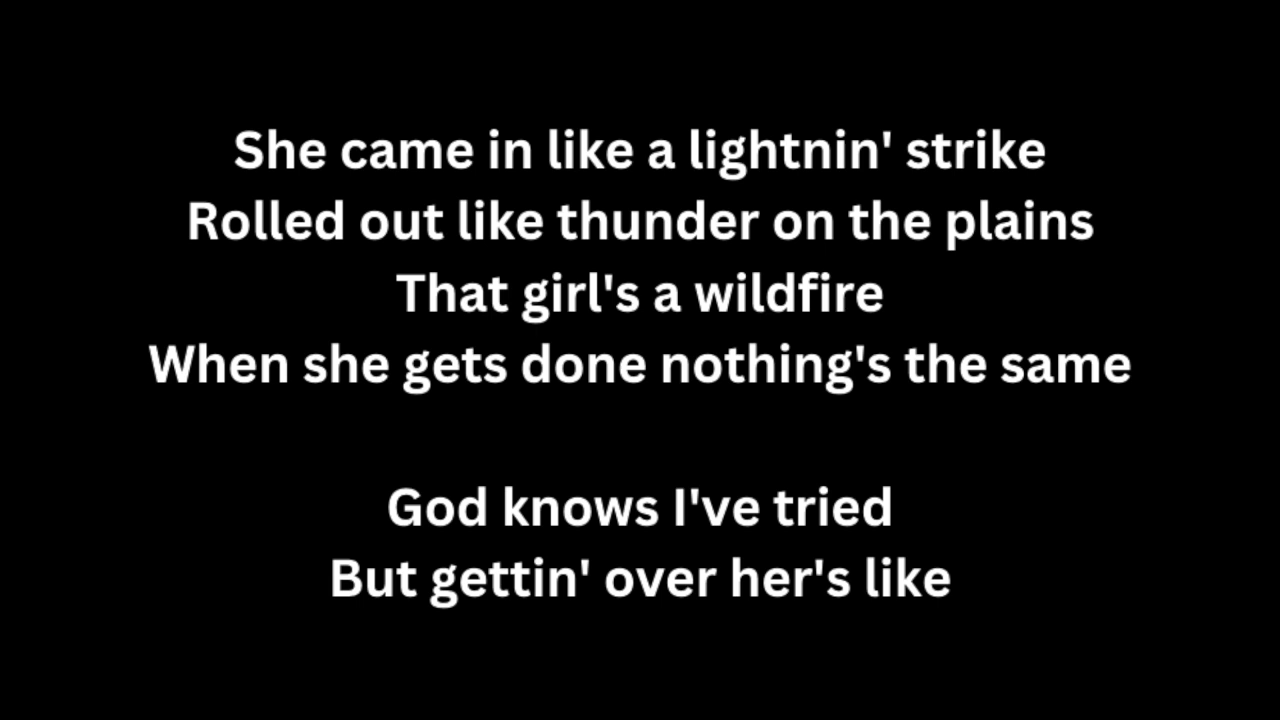 She came in like a lightnin' strike
Rolled out like thunder on the plains
That girl's a wildfire
When she gets done nothing's the same
God knows I've tried
But gettin' over her's like